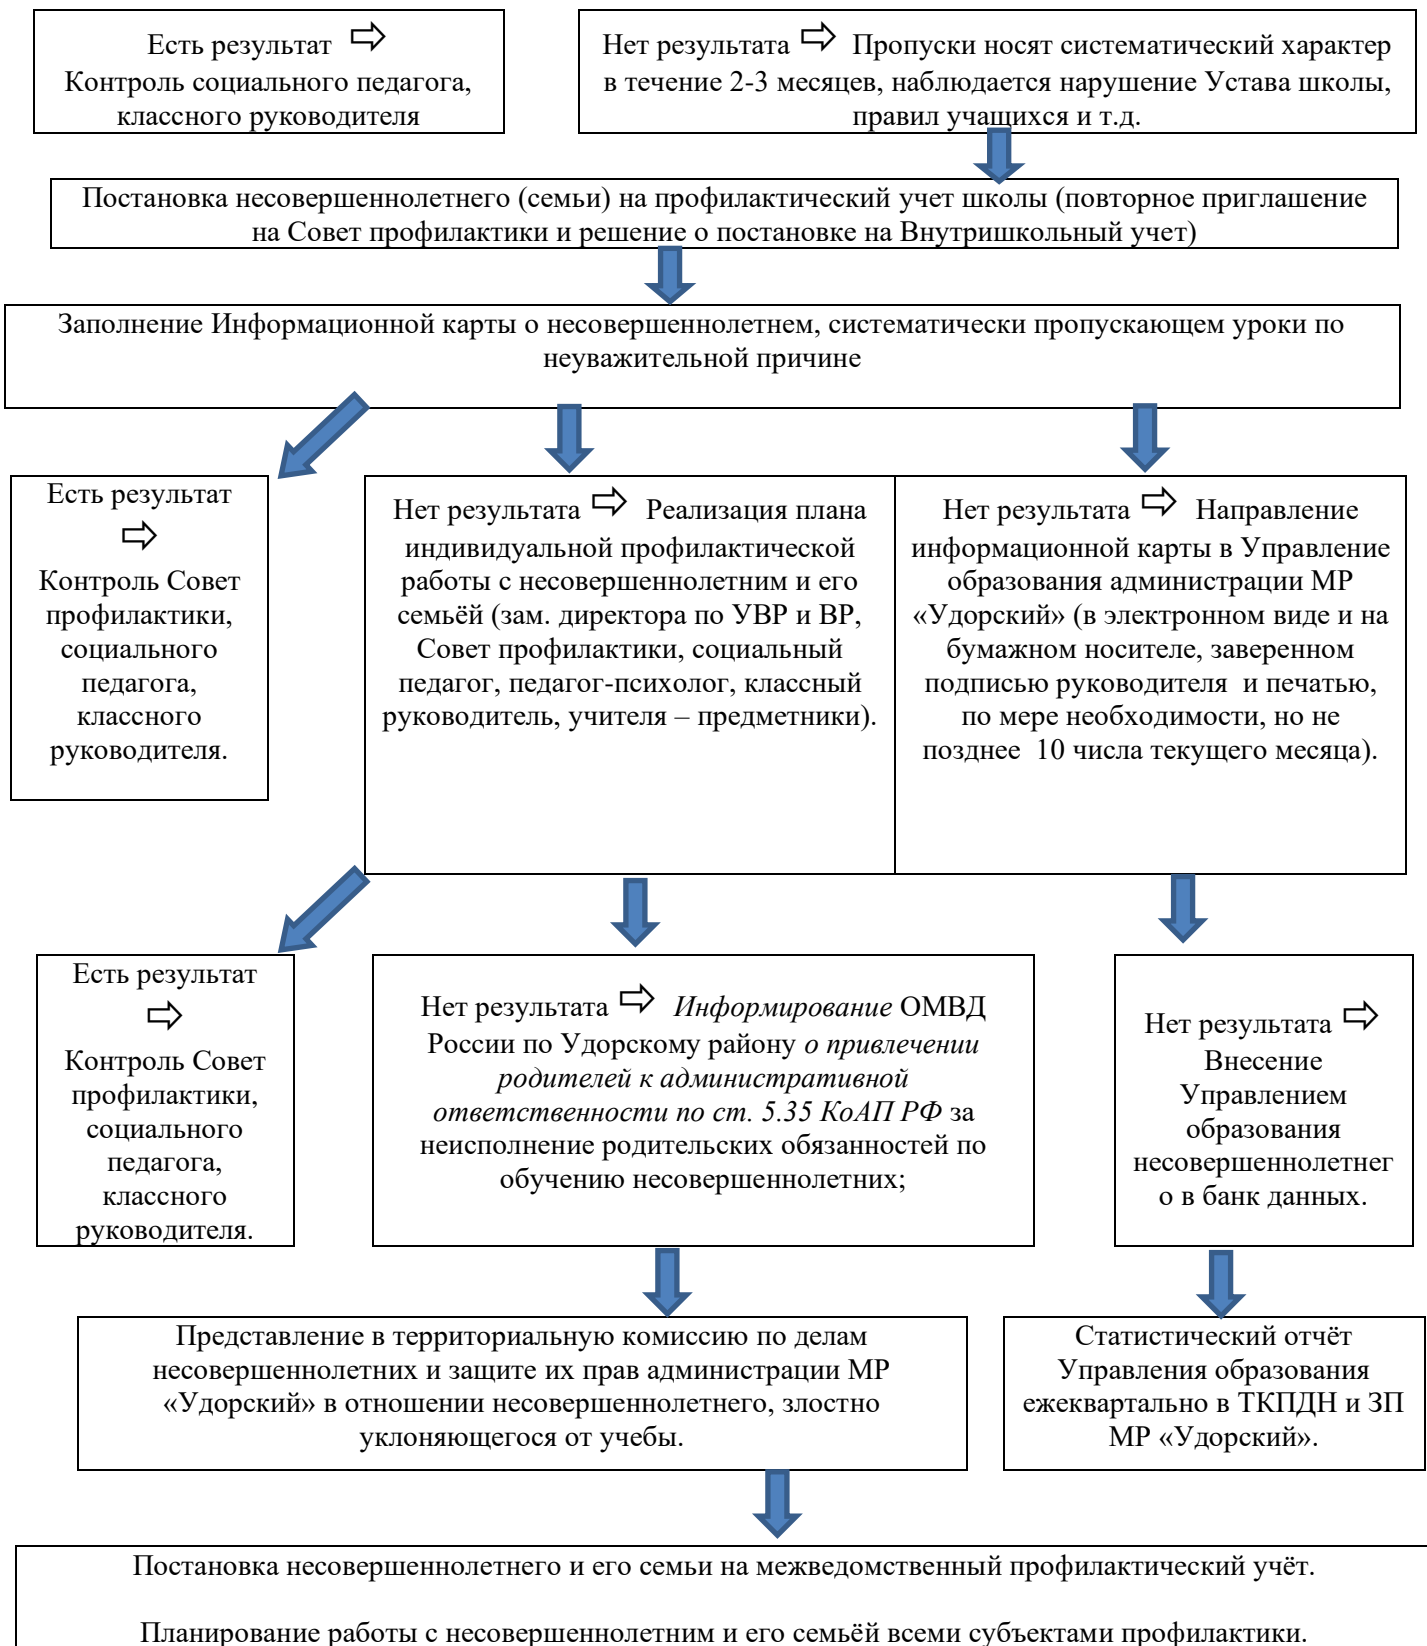 Есть результат ⇨
Контроль социального педагога,
классного руководителя
Нет результата ⇨ Пропуски носят систематический характер
в течение 2-3 месяцев, наблюдается нарушение Устава школы,
правил учащихся и т.д.
Постановка несовершеннолетнего (семьи) на профилактический учет школы (повторное приглашение
на Совет профилактики и решение о постановке на Внутришкольный учет)
Заполнение Информационной карты о несовершеннолетнем, систематически пропускающем уроки по
неуважительной причине
Есть результат
⇨
Контроль Совет
профилактики,
социального
педагога,
классного
руководителя.
Нет результата ⇨ Реализация плана
индивидуальной профилактической
работы с несовершеннолетним и его
семьёй (зам. директора по УВР и ВР,
Совет профилактики, социальный
педагог, педагог-психолог, классный
руководитель, учителя – предметники).
Нет результата ⇨ Направление
информационной карты в Управление
образования администрации МР
«Удорский» (в электронном виде и на
бумажном носителе, заверенном
подписью руководителя и печатью,
по мере необходимости, но не
позднее 10 числа текущего месяца).
Есть результат
⇨
Контроль Совет
профилактики,
социального
педагога,
классного
руководителя.
Нет результата ⇨ Информирование ОМВД
России по Удорскому району о привлечении
родителей к административной
ответственности по ст. 5.35 КоАП РФ за
неисполнение родительских обязанностей по
обучению несовершеннолетних;
Нет результата ⇨
Внесение
Управлением
образования
несовершеннолетнег
о в банк данных.
Представление в территориальную комиссию по делам
несовершеннолетних и защите их прав администрации МР
«Удорский» в отношении несовершеннолетнего, злостно
уклоняющегося от учебы.
Статистический отчёт
Управления образования
ежеквартально в ТКПДН и ЗП
МР «Удорский».
Постановка несовершеннолетнего и его семьи на межведомственный профилактический учёт.
Планирование работы с несовершеннолетним и его семьёй всеми субъектами профилактики.